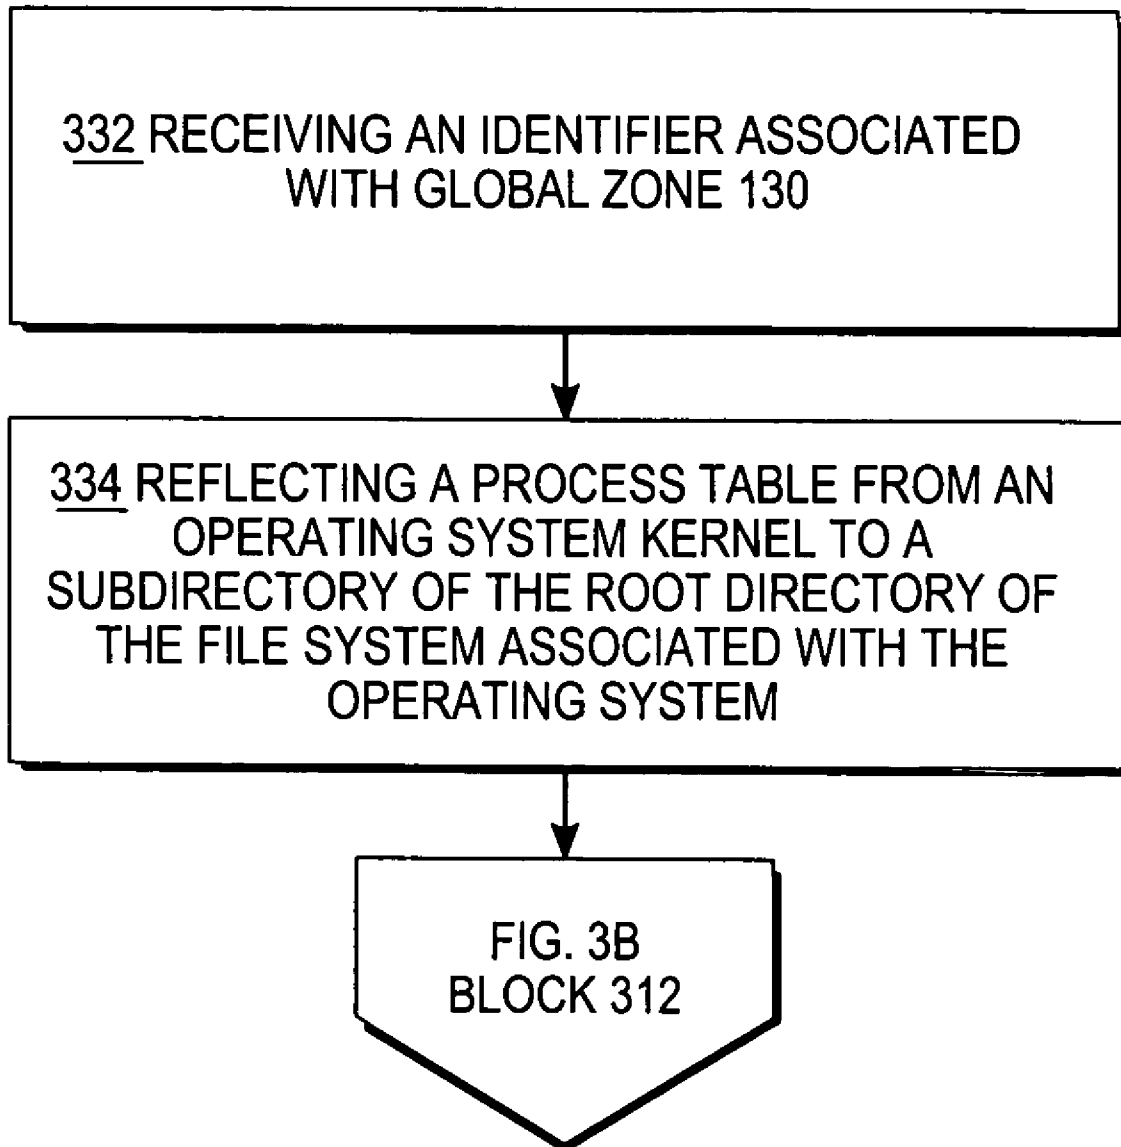 332 RECEIVING AN IDENTIFIER ASSOCIATED
WITH GLOBAL ZONE 130
334 REFLECTING A PROCESS TABLE FROM AN
OPERATING SYSTEM KERNEL TO A
SUBDIRECTORY OF THE ROOT DIRECTORY OF
THE FILE SYSTEM ASSOCIATED WITH THE
OPERATING SYSTEM
FIG. 3B
BLOCK 312